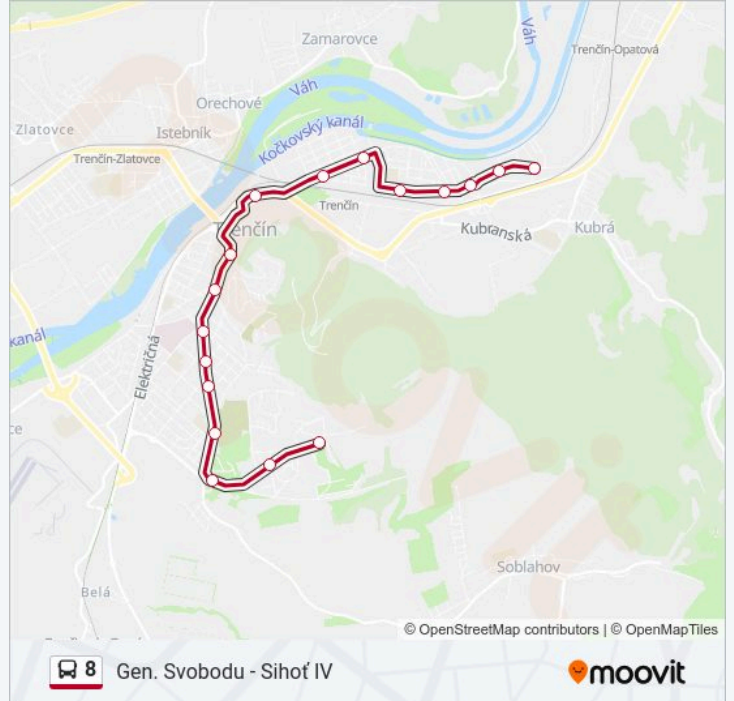 Zamarovce
Váh
Trenčín-Opatová
Váh
Orechové
Kočkovský kanál
Zlatovce
Istebník
Trenčín-Zlatovce
Trenčín
Kubranská
Kubrá
Trenčín
kanál
Električná
ce
Soblahov
Belá
© OpenStreetMap contributors | © OpenMapTiles
8 Gen. Svobodu - Sihoť IV
moovit